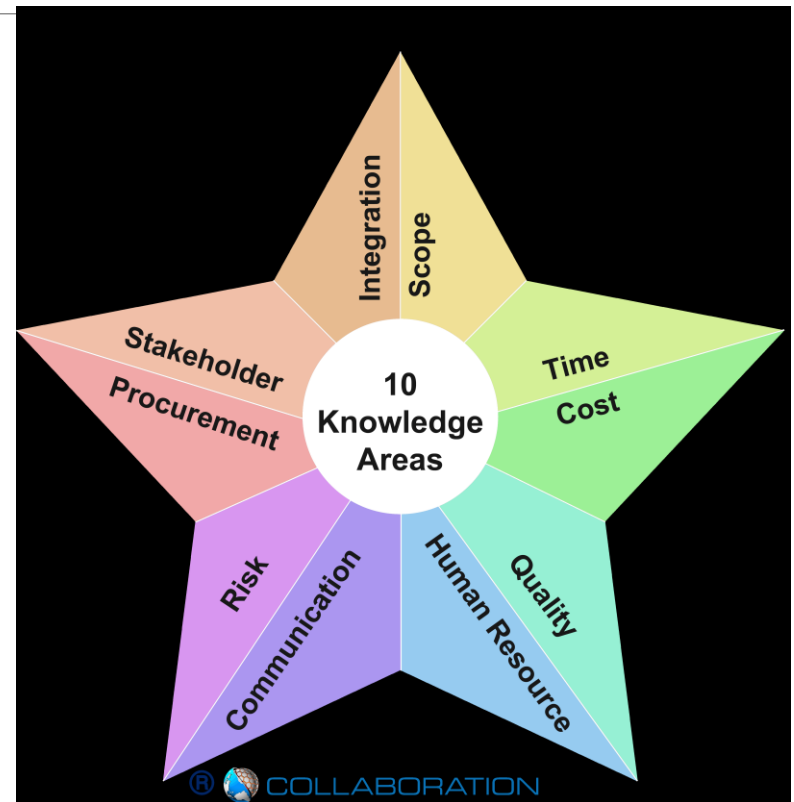 Integration
Scope
Time
Cost
Quality
Human Resource
Communication
Risk
Procurement
Stakeholder
10
Knowledge
Areas
® COLLABORATION